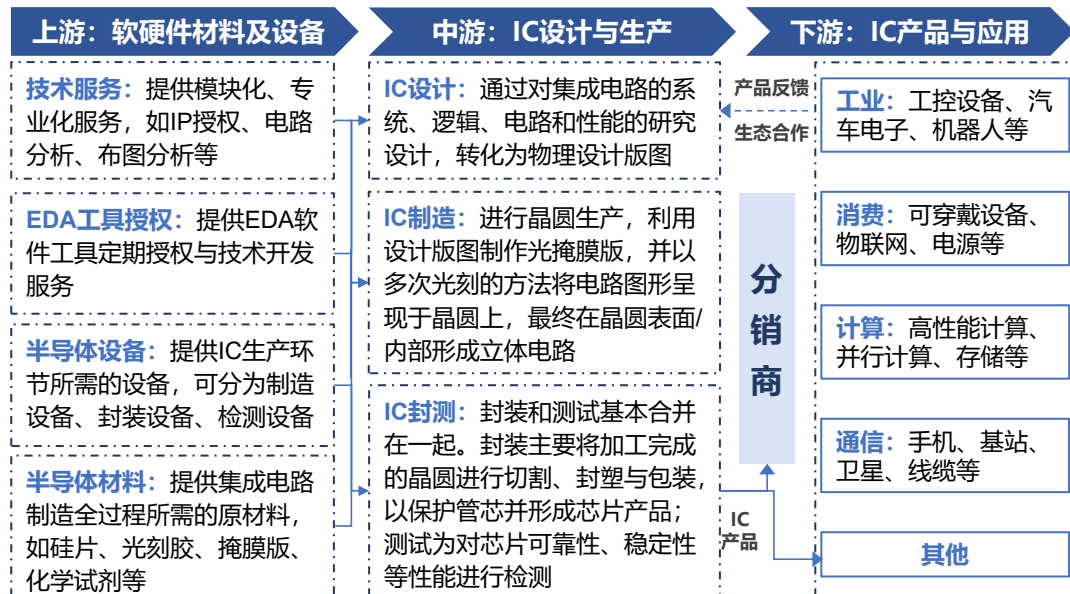 上游：软硬件材料及设备
技术服务：提供模块化、专
业化服务，如IP授权、电路
分析、布图分析等
EDA工具授权：提供EDA软
件工具定期授权与技术开发
服务
半导体设备：提供IC生产环
节所需的设备，可分为制造
设备、封装设备、检测设备
半导体材料：提供集成电路
制造全过程所需的原材料，
如硅片、光刻胶、掩膜版、
化学试剂等
中游：IC设计与生产
IC设计：通过对集成电路的系
统、逻辑、电路和性能的研究
设计，转化为物理设计版图
IC制造：进行晶圆生产，利用
设计版图制作光掩膜版，并以
多次光刻的方法将电路图形呈
现于晶圆上，最终在晶圆表面/
内部形成立体电路
IC封测：封装和测试基本合并
在一起。封装主要将加工完成
的晶圆进行切割、封塑与包装，
以保护管芯并形成芯片产品；
测试为对芯片可靠性、稳定性
等性能进行检测
产品反馈
生态合作
分
销
商
IC
产品
下游：IC产品与应用
工业：工控设备、汽
车电子、机器人等
消费：可穿戴设备、
物联网、电源等
计算：高性能计算、
并行计算、存储等
通信：手机、基站、
卫星、线缆等
其他